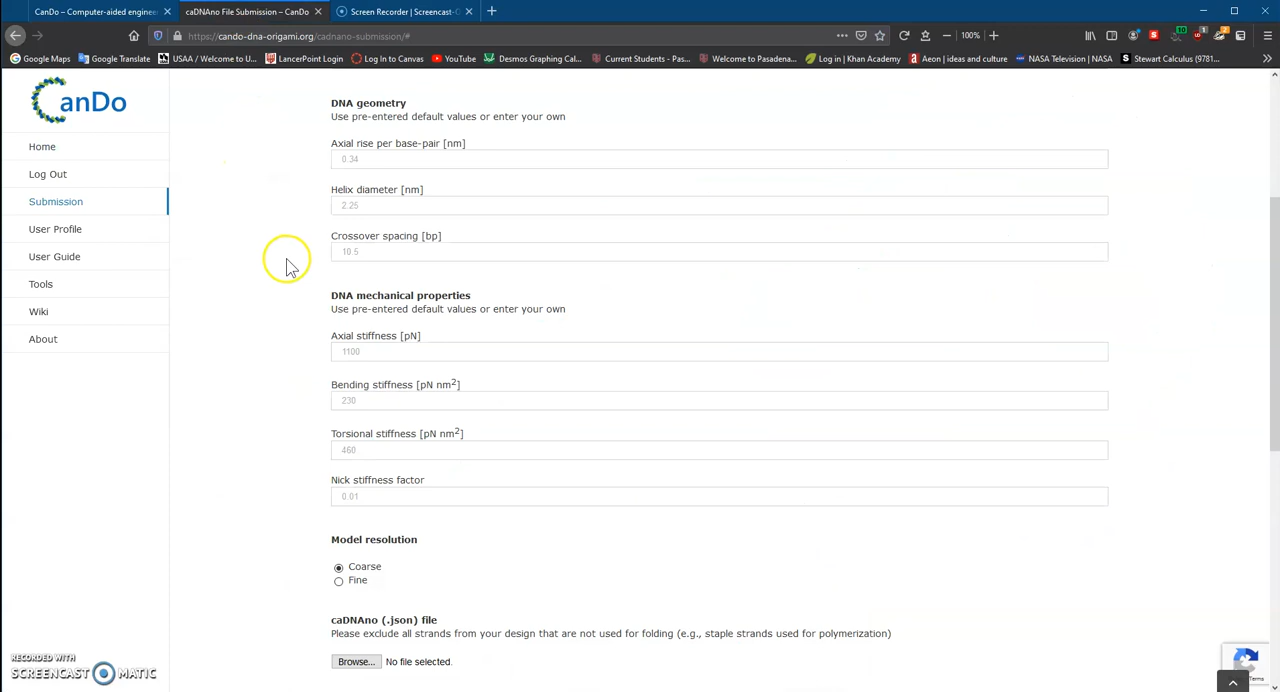 CanDo – Computer-aided enginee
caDNAno File Submission – CanDo
Screen Recorder | Screencast-O
https://cando-dna-origami.org/cadnano-submission/#
100%
Google Maps
Google Translate
USAA / Welcome to U...
LancerPoint Login
Log In to Canvas
YouTube
Desmos Graphing Cal...
Current Students - Pas...
Welcome to Pasadena...
Log in | Khan Academy
Aeon | ideas and culture
NASA Television | NASA
Stewart Calculus (9781...
CanDo
Home
Log Out
Submission
User Profile
User Guide
Tools
Wiki
About
DNA geometry
Use pre-entered default values or enter your own
Axial rise per base-pair [nm]
0.34
Helix diameter [nm]
2.25
Crossover spacing [bp]
10.5
DNA mechanical properties
Use pre-entered default values or enter your own
Axial stiffness [pN]
1100
Bending stiffness [pN nm²]
230
Torsional stiffness [pN nm²]
460
Nick stiffness factor
0.01
Model resolution
Coarse
Fine
caDNAno (.json) file
Please exclude all strands from your design that are not used for folding (e.g., staple strands used for polymerization)
Browse... No file selected.
RECORDED WITH
SCREENCAST MATIC
Terms